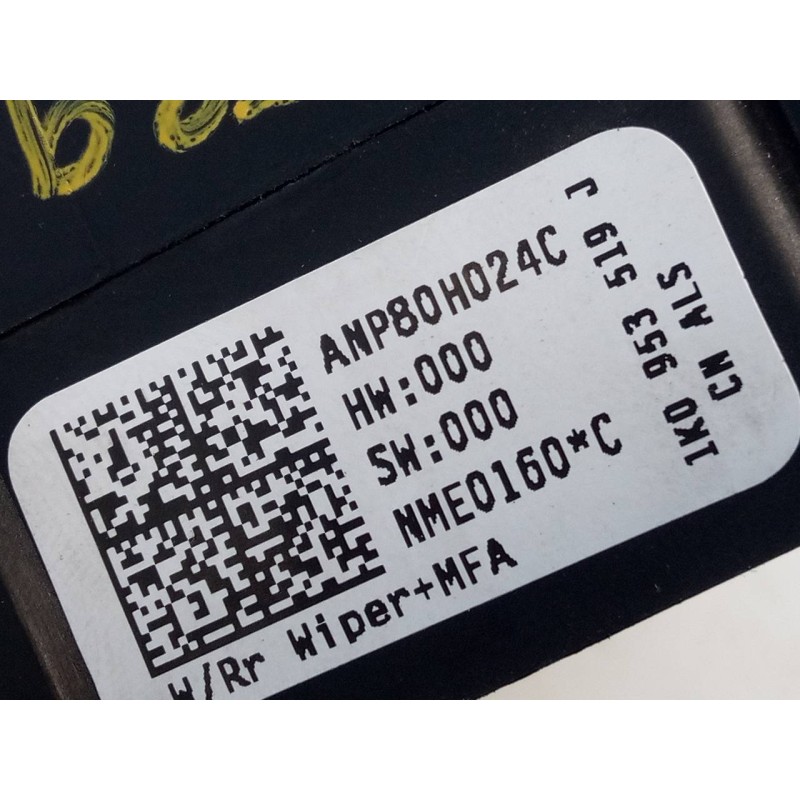 ANP80H024C
HW:000
SW:000
NME0160*C
W/Rr Wiper+MFA
1K0 953 519 J
CN ALS